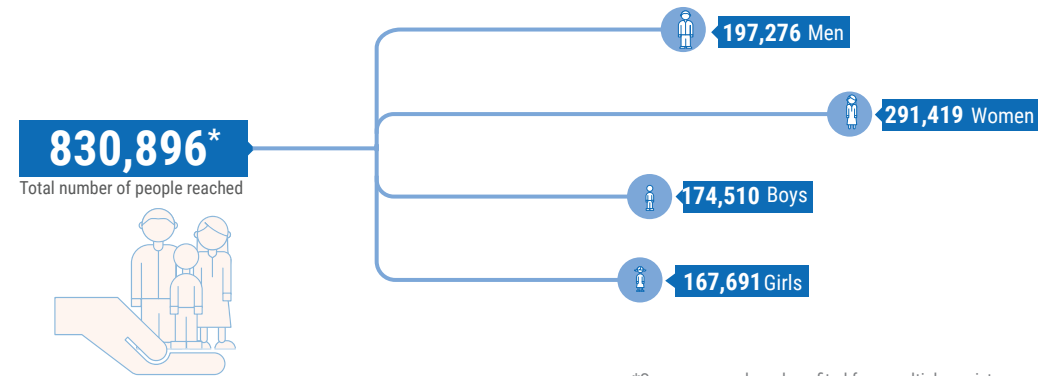 197,276 Men
291,419 Women
830,896*
Total number of people reached
174,510 Boys
167,691 Girls